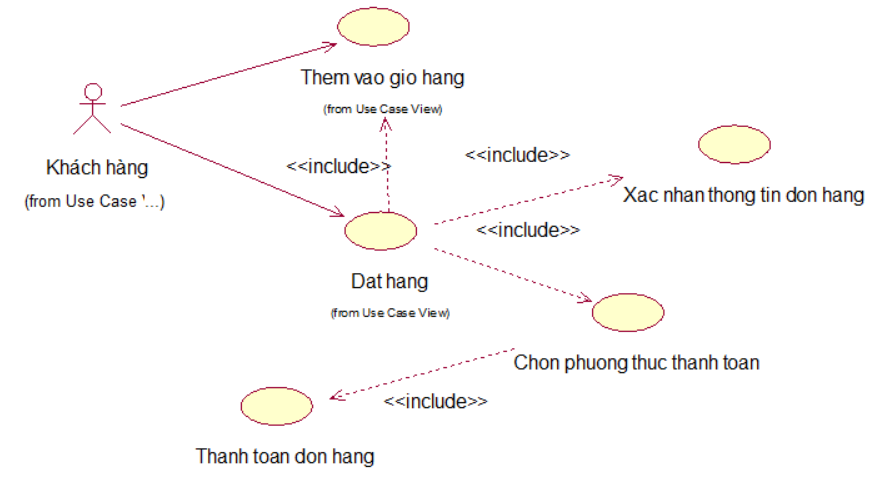 Them vao gio hang
(from Use Case View)
Khách hàng
(from Use Case '...)
<<include>>
<<include>>
Xac nhan thong tin don hang
<<include>>
Dat hang
(from Use Case View)
Chon phuong thuc thanh toan
<<include>>
Thanh toan don hang